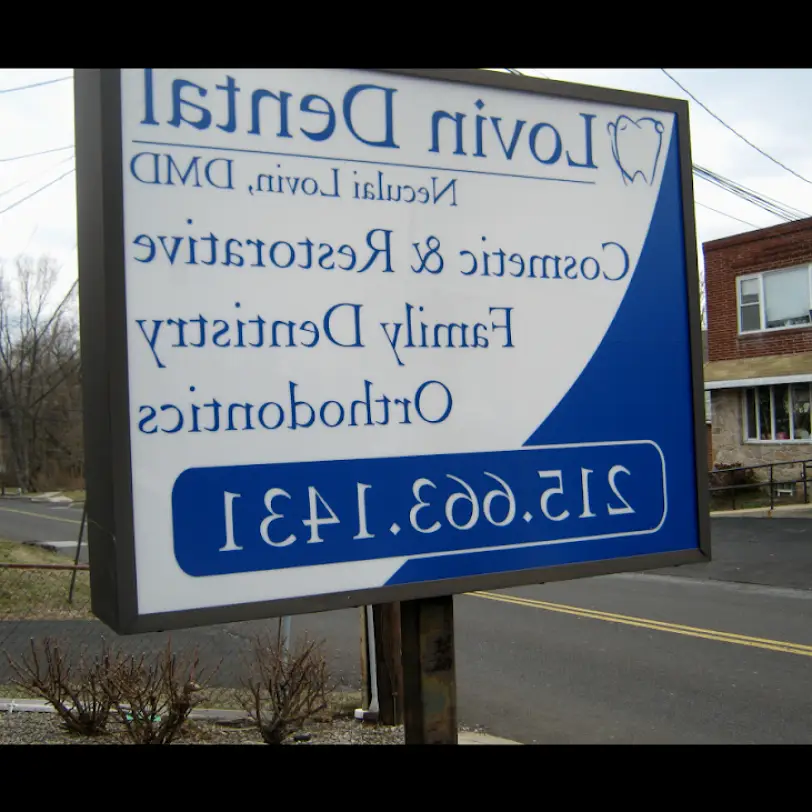 Lovin Dental
Neculai Lovin, DMD
Cosmetic & Restorative
Family Dentistry
Orthodontics
215.663.1431